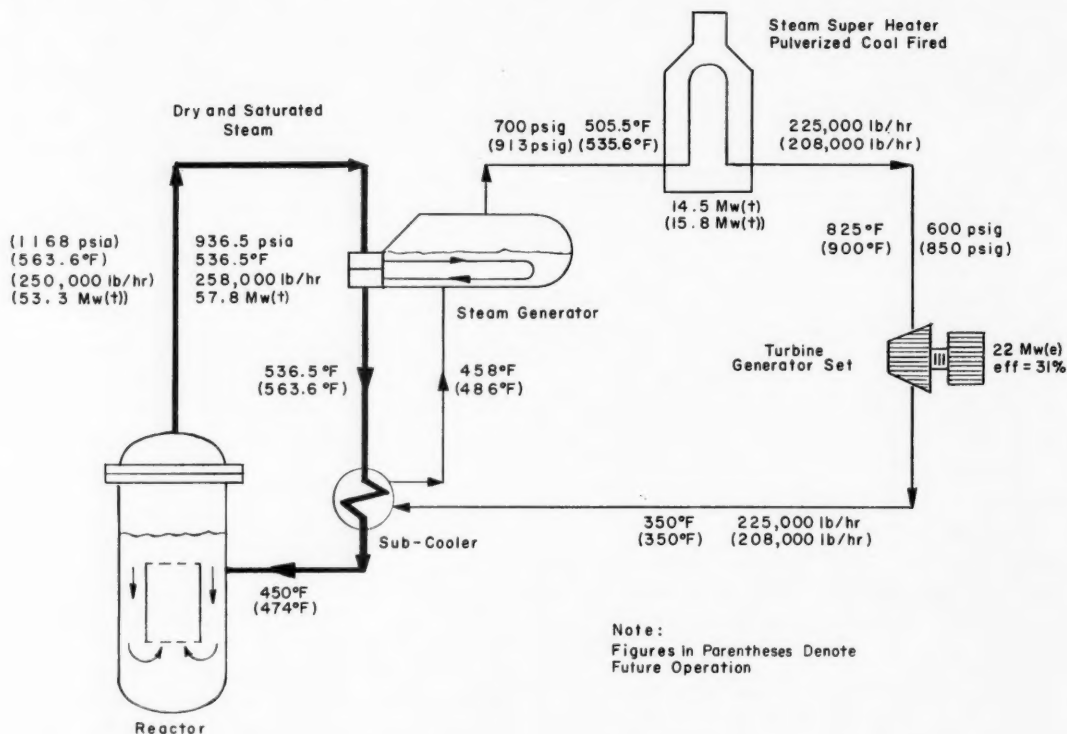 Steam Super Heater
Pulverized Coal Fired
Dry and Saturated
Steam
700 psig 505.5°F
(913 psig) (535.6°F)
225,000 lb/hr
(208,000 lb/hr)
14.5 Mw(t)
(15.8 Mw(t))
(1168 psia)
(563.6°F)
(250,000 lb/hr)
(53.3 Mw(t))
936.5 psia
536.5°F
258,000 lb/hr
57.8 Mw(t)
825°F
(900°F)
600 psig
(850 psig)
Steam Generator
Turbine
Generator Set
22 Mw(e)
eff = 31%
536.5°F
(563.6°F)
458°F
(486°F)
350°F 225,000 lb/hr
(350°F) (208,000 lb/hr)
Sub-Cooler
450°F
(474°F)
Note:
Figures in Parentheses Denote
Future Operation
Reactor